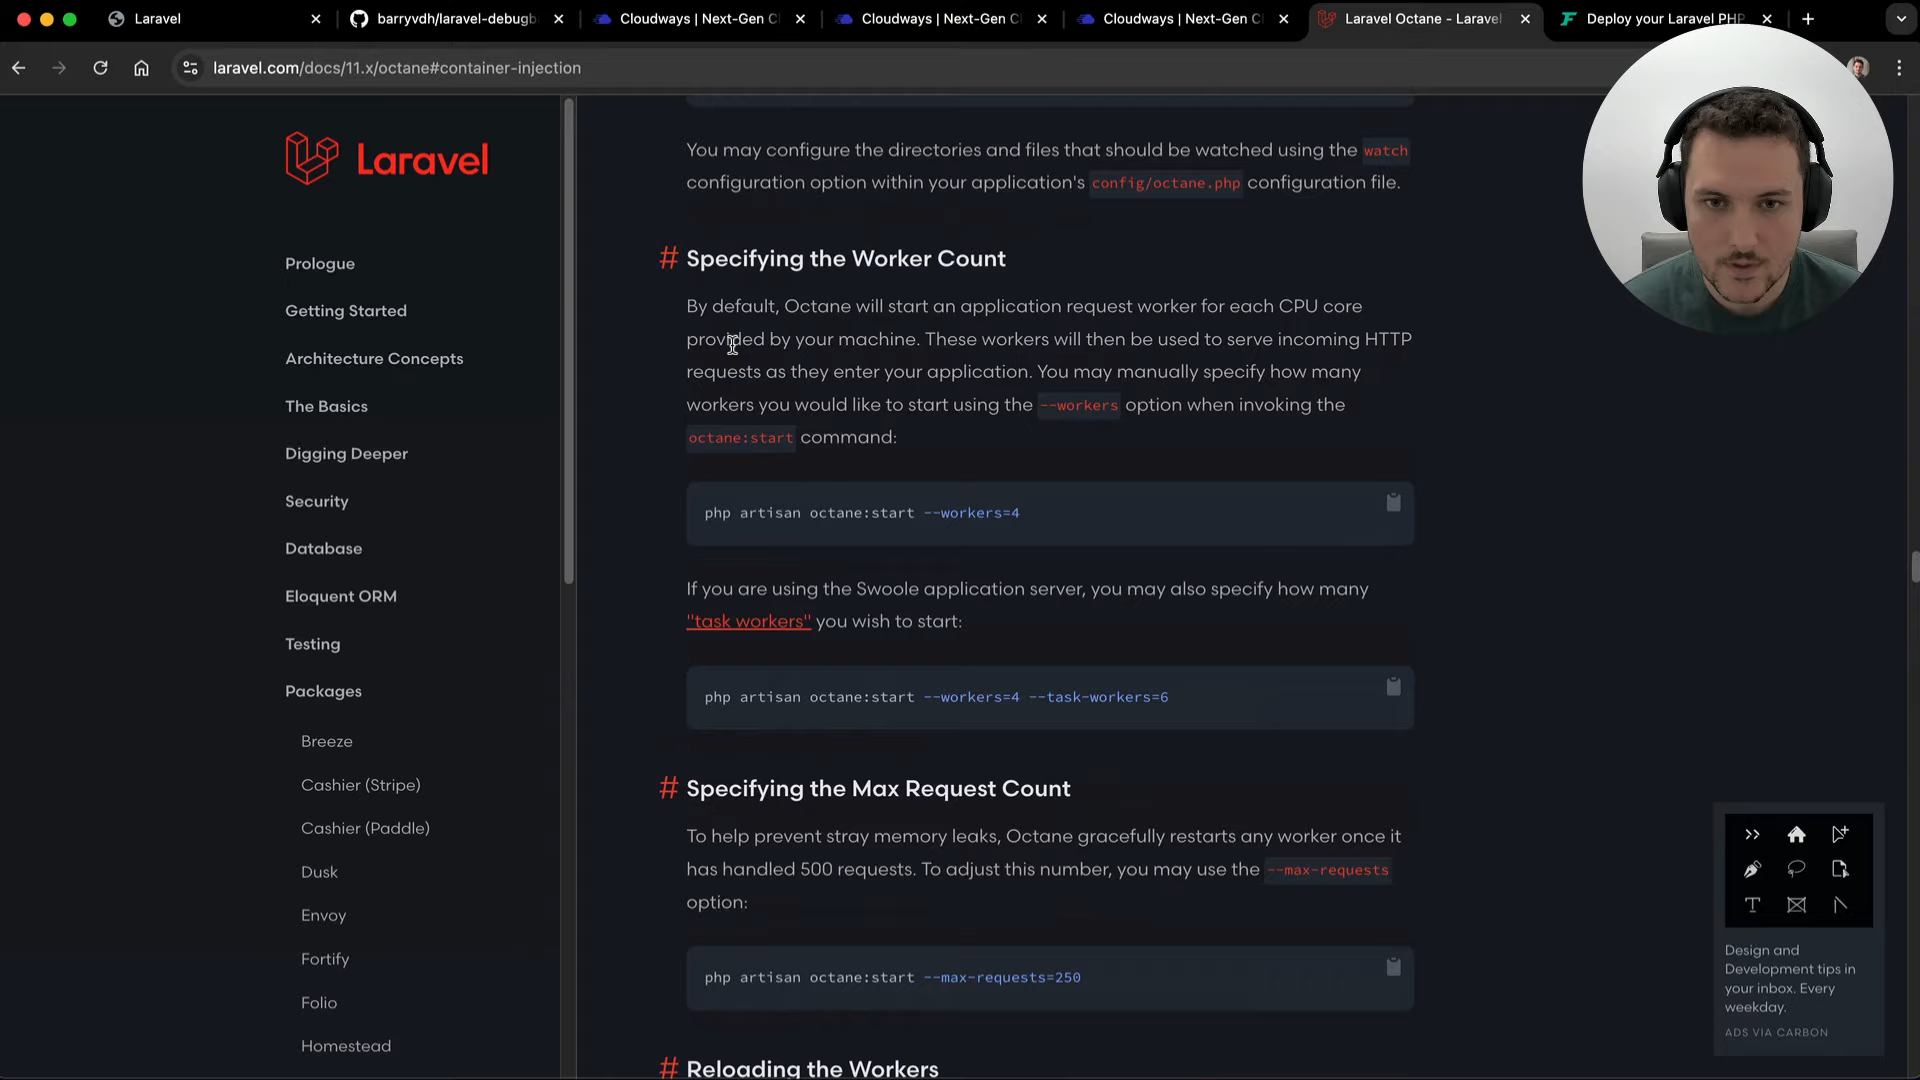 Laravel
barryvdh/laravel-debugb
Cloudways | Next-Gen C
Cloudways | Next-Gen C
Cloudways | Next-Gen C
Laravel Octane - Laravel
Deploy your Laravel PHP
laravel.com/docs/11.x/octane#container-injection
Laravel
Prologue
Getting Started
Architecture Concepts
The Basics
Digging Deeper
Security
Database
Eloquent ORM
Testing
Packages
Breeze
Cashier (Stripe)
Cashier (Paddle)
Dusk
Envoy
Fortify
Folio
Homestead
You may configure the directories and files that should be watched using the watch
configuration option within your application's config/octane.php configuration file.
# Specifying the Worker Count
By default, Octane will start an application request worker for each CPU core
provided by your machine. These workers will then be used to serve incoming HTTP
requests as they enter your application. You may manually specify how many
workers you would like to start using the --workers option when invoking the
octane:start command:
php artisan octane:start --workers=4
If you are using the Swoole application server, you may also specify how many
"task workers" you wish to start:
php artisan octane:start --workers=4 --task-workers=6
# Specifying the Max Request Count
To help prevent stray memory leaks, Octane gracefully restarts any worker once it
has handled 500 requests. To adjust this number, you may use the --max-requests
option:
php artisan octane:start --max-requests=250
# Reloading the Workers
Design and
Development tips in
your inbox. Every
weekday.
ADS VIA CARBON